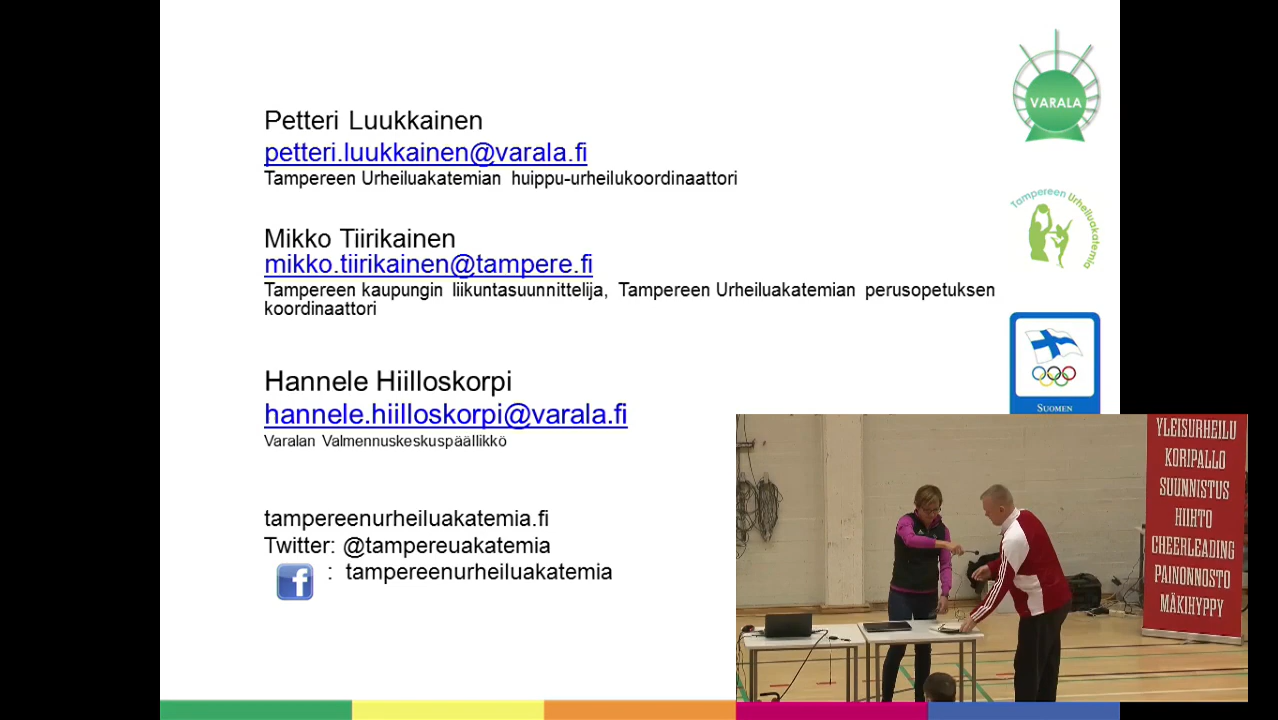 VARALA
Petteri Luukkainen
petteri.luukkainen@varala.fi
Tampereen Urheiluakatemian huippu-urheilukoordinaattori
Tampereen Urheiluakatemia
Mikko Tiirikainen
mikko.tiirikainen@tampere.fi
Tampereen kaupungin liikuntasuunnittelija, Tampereen Urheiluakatemian perusopetuksen
koordinaattori
Hannele Hiilloskorpi
hannele.hiilloskorpi@varala.fi
Varalan Valmennuskeskuspäällikkö
SUOMEN
tampereenurheiluakatemia.fi
Twitter: @tampereuakatemia
f : tampereenurheiluakatemia
YLEISURHEILU
KORIPALLO
SUUNNISTUS
HIIHTO
CHEERLEADING
PAINONNOSTO
MÄKIHYPPY